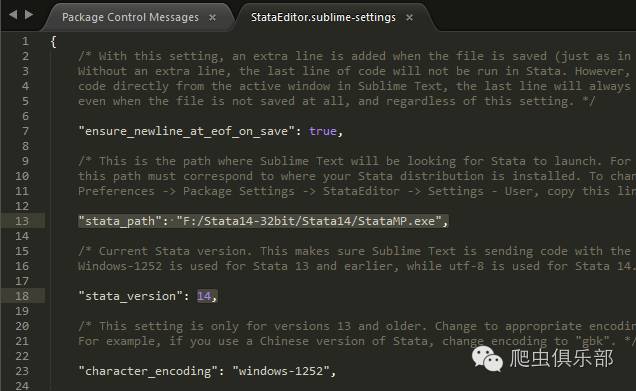 Package Control Messages × StataEditor.sublime-settings ×
1 {
2 /* With this setting, an extra line is added when the file is saved (just as in
3 Without an extra line, the last line of code will not be run in Stata. However,
4 code directly from the active window in Sublime Text, the last line will always
5 even when the file is not saved at all, and regardless of this setting. */
6
7 "ensure_newline_at_eof_on_save": true,
8
9 /* This is the path where Sublime Text will be looking for Stata to launch. For
10 this path must correspond to where your Stata distribution is installed. To chan
11 Preferences -> Package Settings -> StataEditor -> Settings - User, copy this lin
12
13 "stata_path": "F:/Stata14-32bit/Stata14/StataMP.exe",
14
15 /* Current Stata version. This makes sure Sublime Text is sending code with the
16 Windows-1252 is used for Stata 13 and earlier, while utf-8 is used for Stata 14.
17
18 "stata_version": 14,
19
20 /* This setting is only for versions 13 and older. Change to appropriate encodin
21 For example, if you use a Chinese version of Stata, change encoding to "gbk". */
22
23 "character_encoding": "windows-1252",
24
爬虫俱乐部